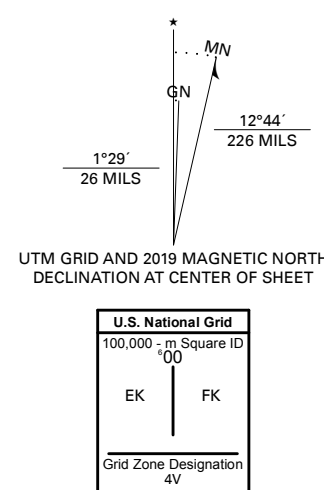 ★
MN
GN
12°44´
226 MILS
1°29´
26 MILS
UTM GRID AND 2019 MAGNETIC NORTH
DECLINATION AT CENTER OF SHEET
U.S. National Grid
100,000 - m Square ID
⁶00
EK FK
Grid Zone Designation
4V